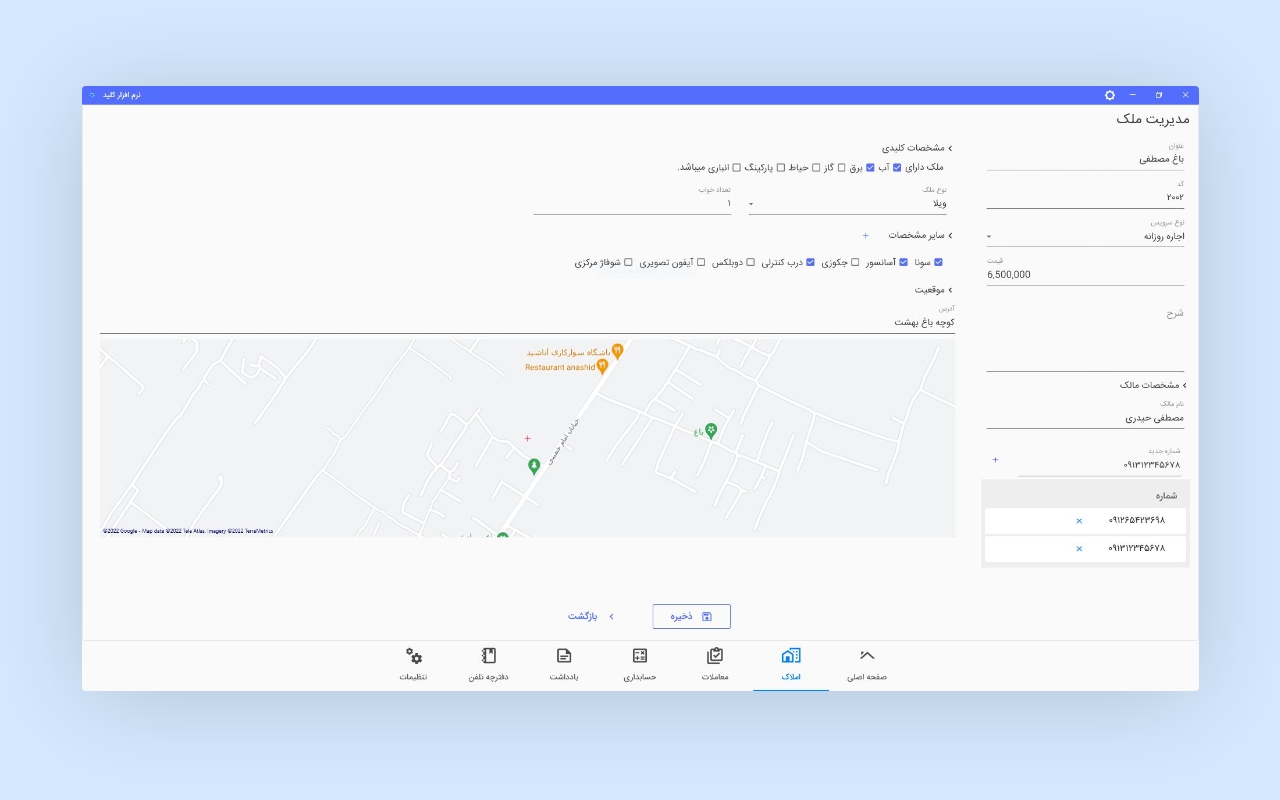 نرم افزار کلید
مدیریت ملک
عنوان
باغ مصطفی
کد
۲۰۰۲
نوع سرویس
اجاره روزانه
قیمت
6,500,000
شرح
مشخصات مالک
نام مالک
مصطفی حیدری
شماره جدید
۰۹۱۳۱۲۳۴۵۶۷۸
+
شماره
۰۹۱۲۶۵۴۲۳۶۹۸
۰۹۱۳۱۲۳۴۵۶۷۸
مشخصات کلیدی
ملک دارای آب برق گاز حیاط پارکینگ انباری میباشد.
نوع ملک
ویلا
تعداد خواب
۱
سایر مشخصات +
سونا آسانسور جکوزی درب کنترلی دوبلکس آیفون تصویری شوفاژ مرکزی
موقعیت
آدرس
کوچه باغ بهشت
باشگاه سوارکاری آناشید
Restaurant anashid
باغ
خیابان امام خمینی
©2022 Google - Map data ©2022 Tele Atlas, Imagery ©2022 TerraMetrics
ذخیره
بازگشت
صفحه اصلی
املاک
معاملات
حسابداری
یادداشت
دفترچه تلفن
تنظیمات